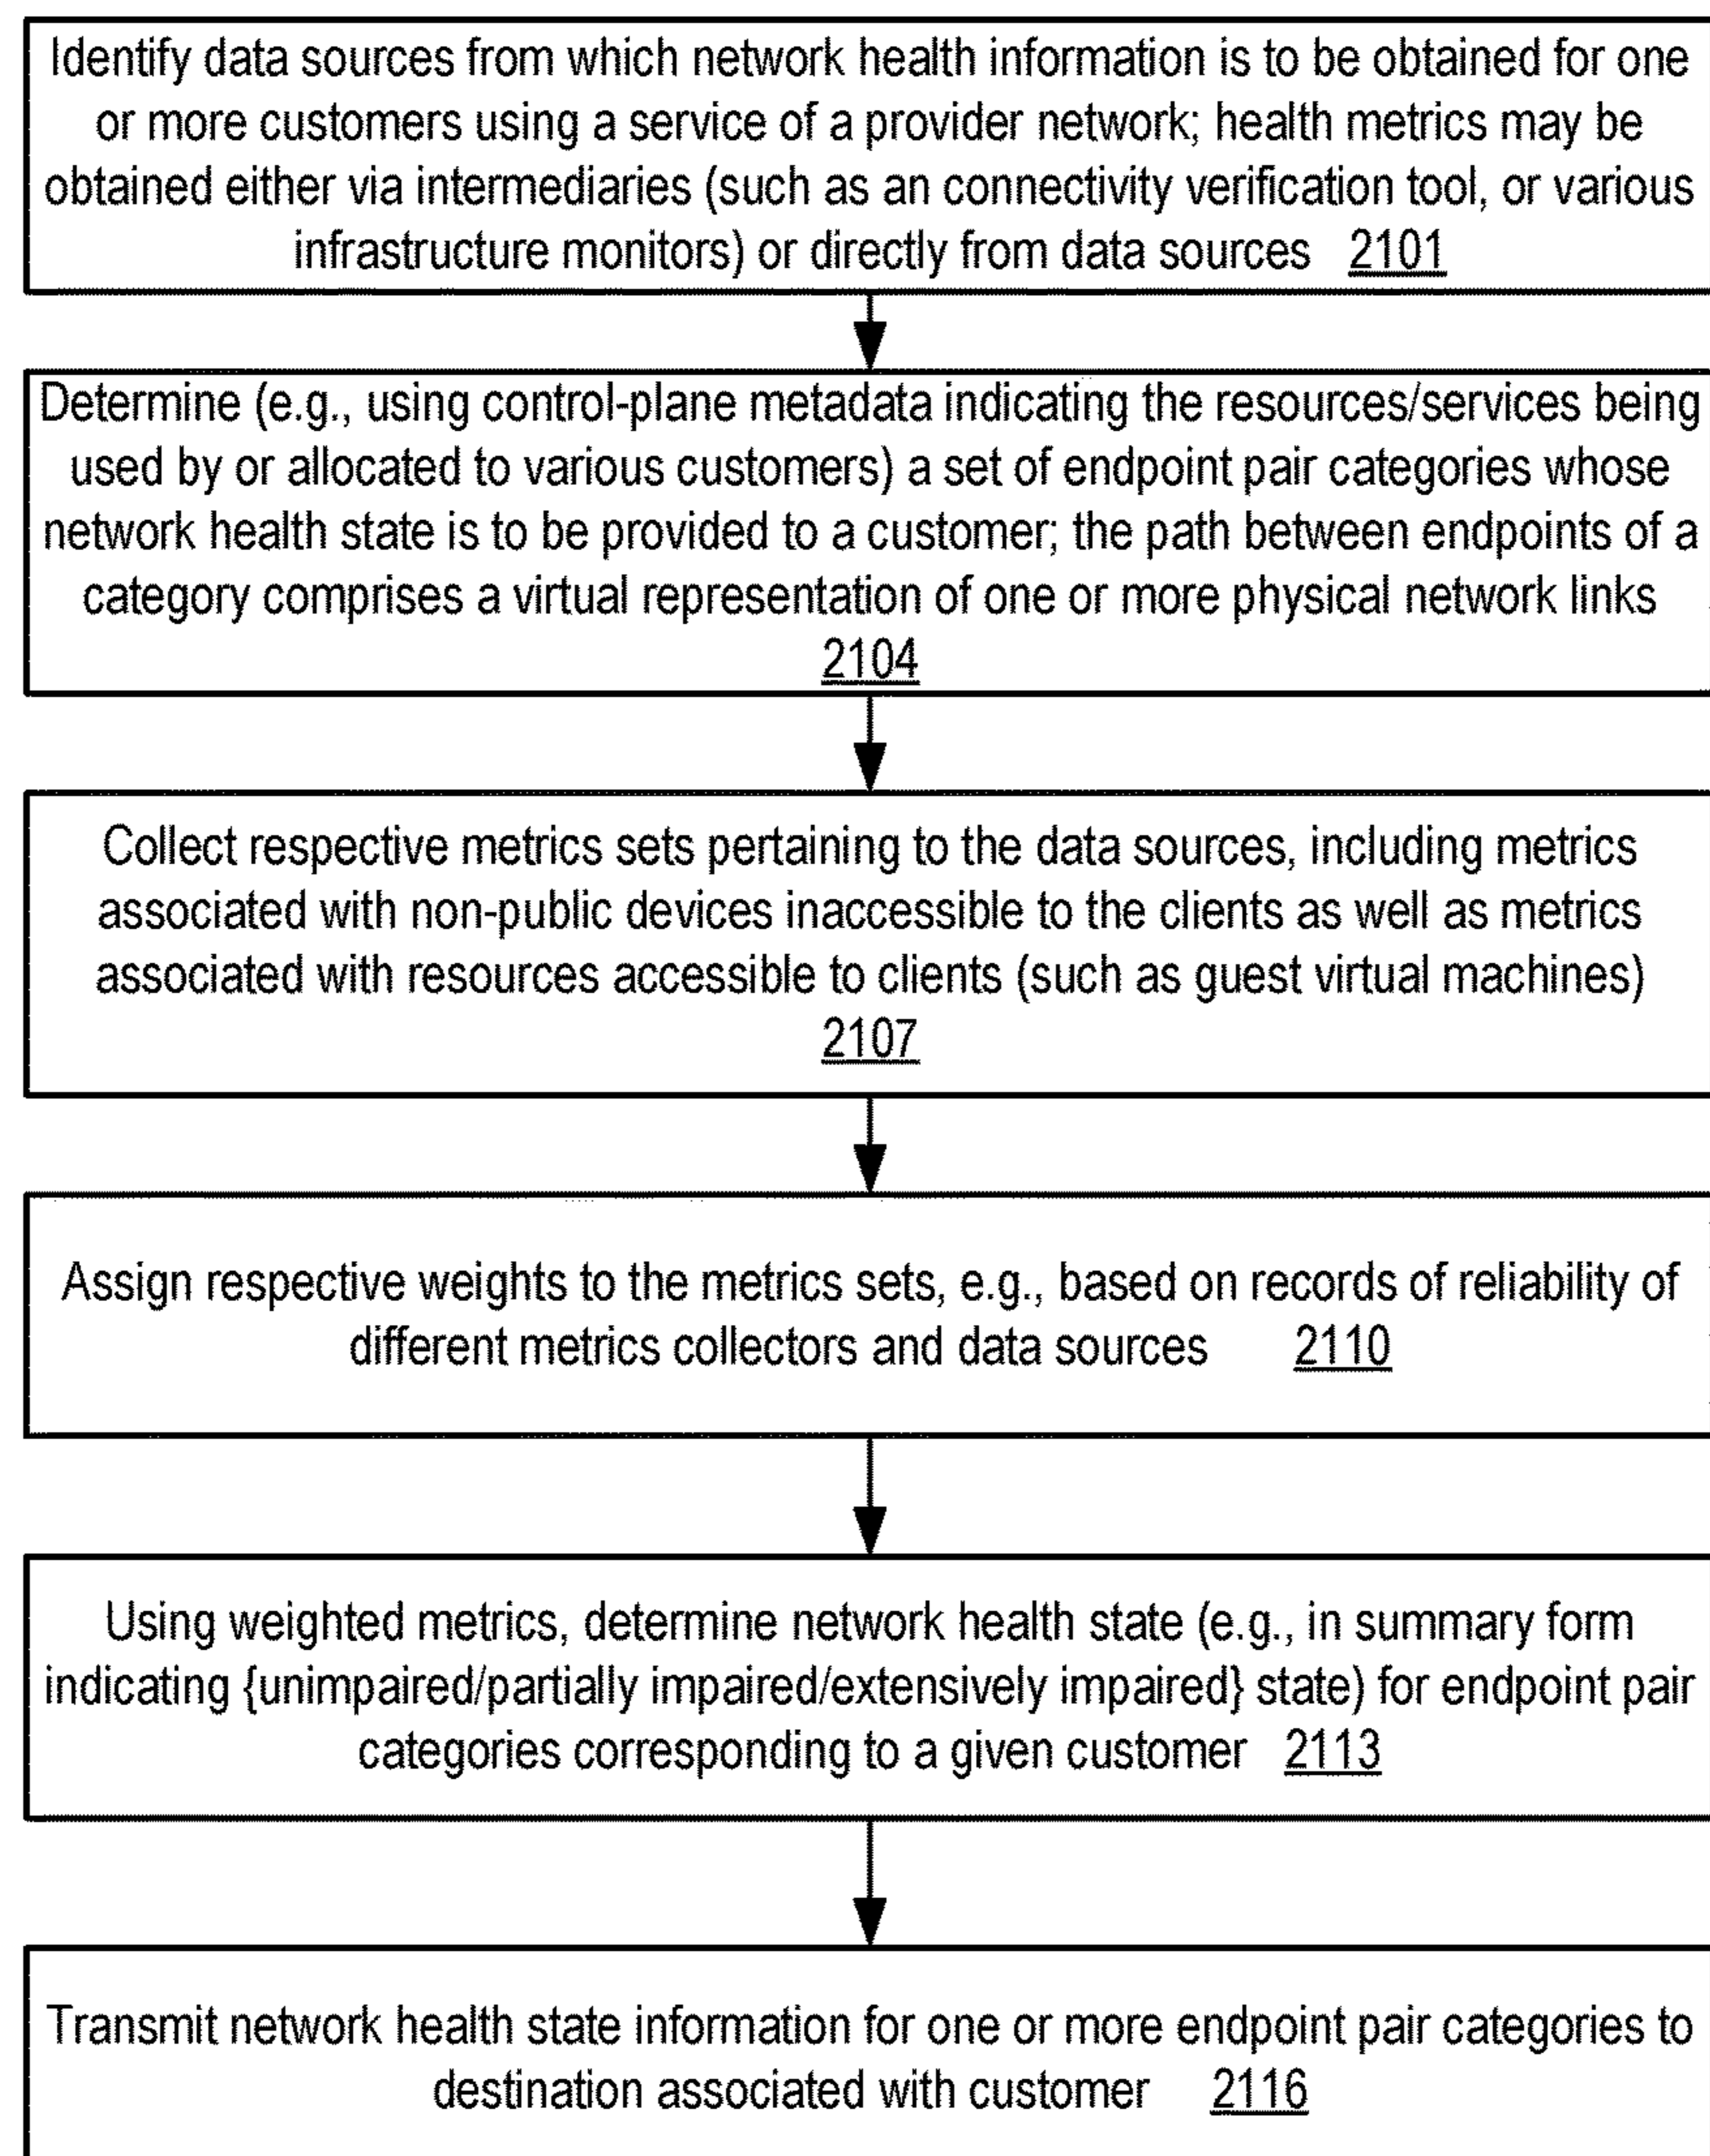 Identify data sources from which network health information is to be obtained for one
or more customers using a service of a provider network; health metrics may be
obtained either via intermediaries (such as an connectivity verification tool, or various
infrastructure monitors) or directly from data sources 2101
Determine (e.g., using control-plane metadata indicating the resources/services being
used by or allocated to various customers) a set of endpoint pair categories whose
network health state is to be provided to a customer; the path between endpoints of a
category comprises a virtual representation of one or more physical network links
2104
Collect respective metrics sets pertaining to the data sources, including metrics
associated with non-public devices inaccessible to the clients as well as metrics
associated with resources accessible to clients (such as guest virtual machines)
2107
Assign respective weights to the metrics sets, e.g., based on records of reliability of
different metrics collectors and data sources 2110
Using weighted metrics, determine network health state (e.g., in summary form
indicating {unimpaired/partially impaired/extensively impaired} state) for endpoint pair
categories corresponding to a given customer 2113
Transmit network health state information for one or more endpoint pair categories to
destination associated with customer 2116